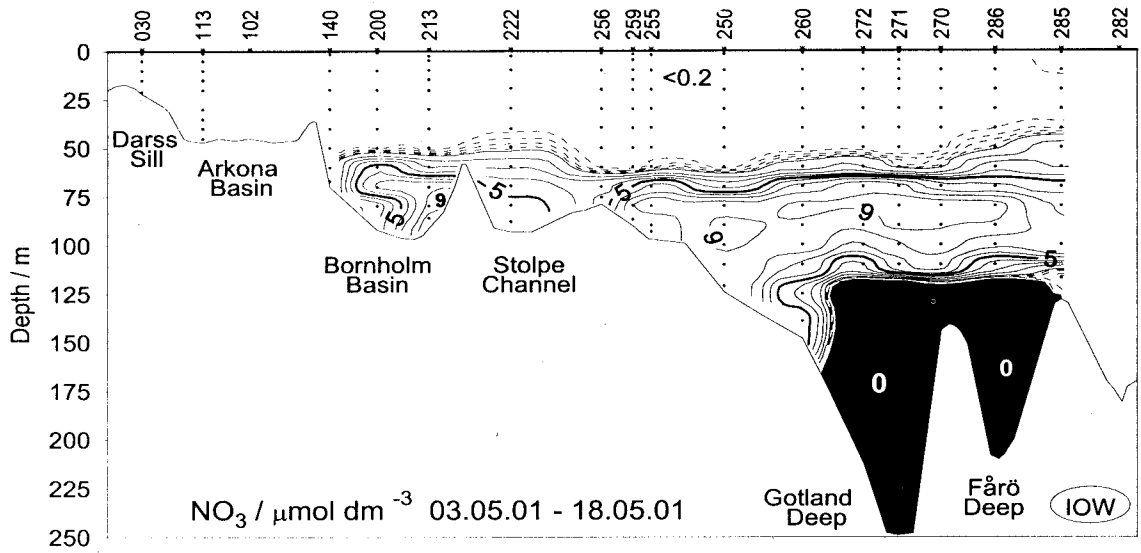 030 113 102 140 200 213 222 256 259 255 250 260 272 271 270 286 285 282
0
25
50
75
100
125
150
175
200
225
250
Depth / m
<0.2
Darss
Sill
Arkona
Basin
Bornholm
Basin
Stolpe
Channel
Gotland
Deep
Fårö
Deep
5
9
5
5
9
9
5
0
0
NO3 / µmol dm -3 03.05.01 - 18.05.01
IOW